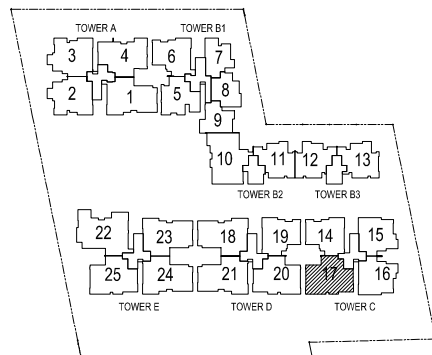 TOWER A TOWER B1
3 4 6 7
2 1 5 8
9
10 11 12 13
TOWER B2 TOWER B3
22 23 18 19 14 15
25 24 21 20 17 16
TOWER E TOWER D TOWER C